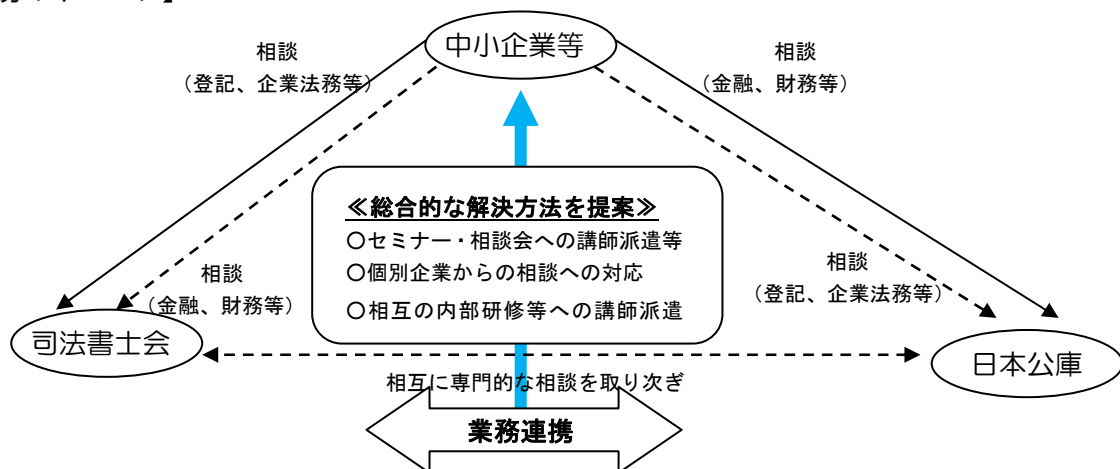 中小企業等
相談
（登記、企業法務等）
相談
（金融、財務等）
≪総合的な解決方法を提案≫
○セミナー・相談会への講師派遣等
○個別企業からの相談への対応
○相互の内部研修等への講師派遣
相談
（金融、財務等）
相談
（登記、企業法務等）
司法書士会
日本公庫
相互に専門的な相談を取り次ぎ
業務連携